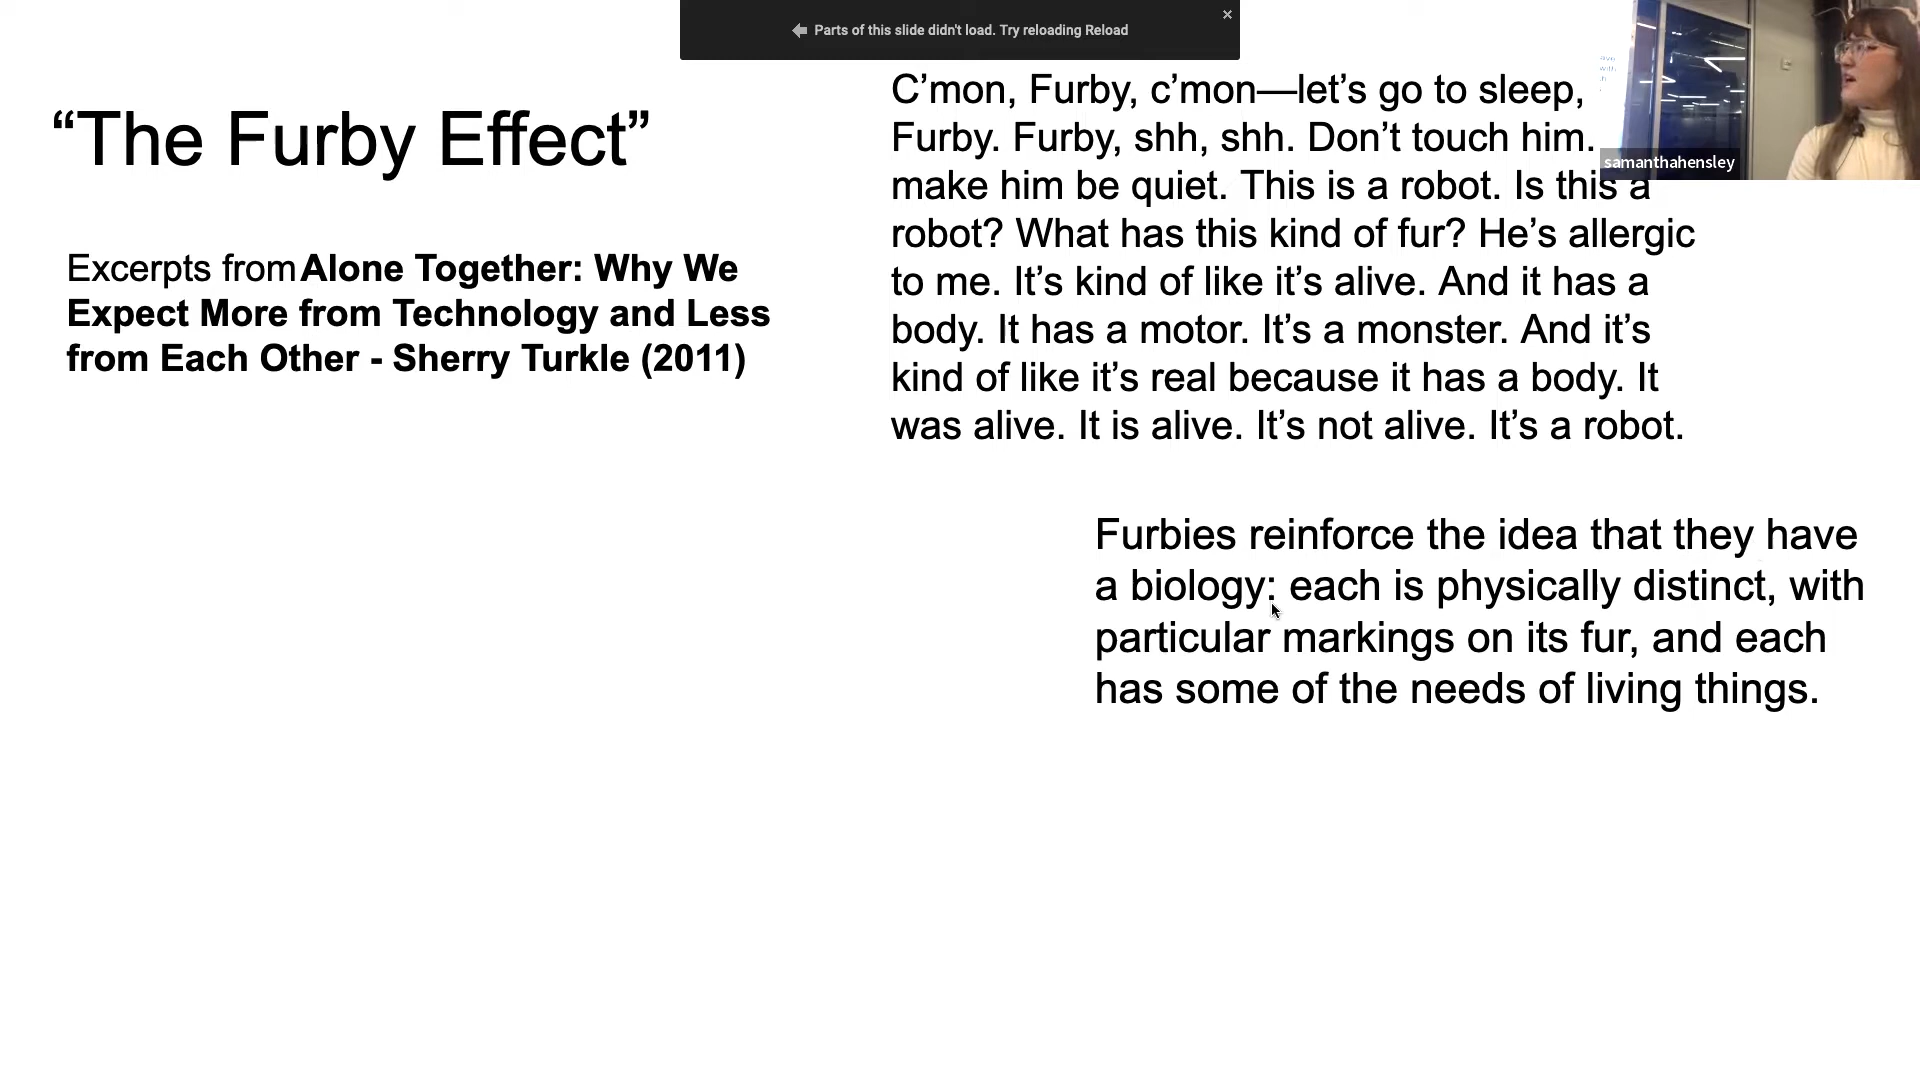 Parts of this slide didn't load. Try reloading Reload
“The Furby Effect”
Excerpts from Alone Together: Why We
Expect More from Technology and Less
from Each Other - Sherry Turkle (2011)
C’mon, Furby, c’mon—let’s go to sleep,
Furby. Furby, shh, shh. Don’t touch him.
make him be quiet. This is a robot. Is this a
robot? What has this kind of fur? He’s allergic
to me. It’s kind of like it’s alive. And it has a
body. It has a motor. It’s a monster. And it’s
kind of like it’s real because it has a body. It
was alive. It is alive. It’s not alive. It’s a robot.
Furbies reinforce the idea that they have
a biology: each is physically distinct, with
particular markings on its fur, and each
has some of the needs of living things.
samanthahensley